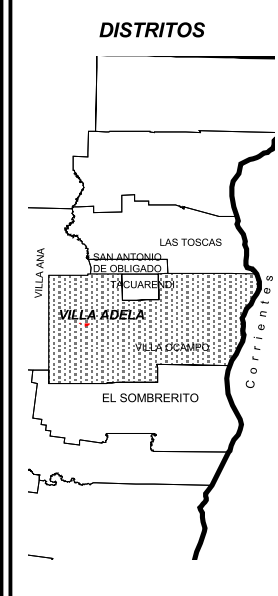 DISTRITOS
LAS TOSCAS
VILLA ANA
SAN ANTONIO
DE OBLIGADO
TACUARENDI
VILLA ADELA
VILLA OCAMPO
Corrientes
EL SOMBRERITO